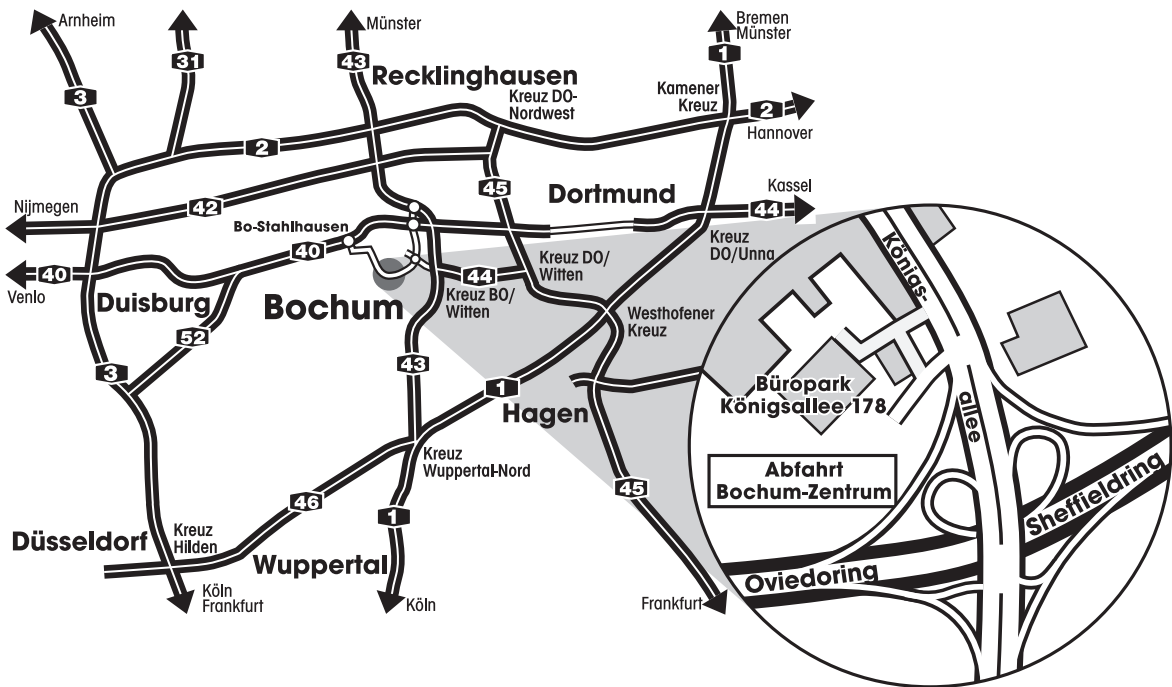 Arnheim
Münster
Bremen
Münster
31
43
1
3
Recklinghausen
Kreuz DO-
Nordwest
Kamener
Kreuz
2
Hannover
2
45
Dortmund
Kassel
44
Nijmegen
42
Bo-Stahlhausen
40
Kreuz
DO/Unna
40
Venlo
Duisburg
Bochum
44
Kreuz DO/
Witten
Kreuz BO/
Witten
Westhofener
Kreuz
52
43
3
1
Hagen
Kreuz
Wuppertal-Nord
45
46
1
Düsseldorf
Kreuz
Hilden
Wuppertal
Köln
Frankfurt
Köln
Frankfurt
Königs-
allee
Büropark
Königsallee 178
Abfahrt
Bochum-Zentrum
Sheffieldring
Oviedoring